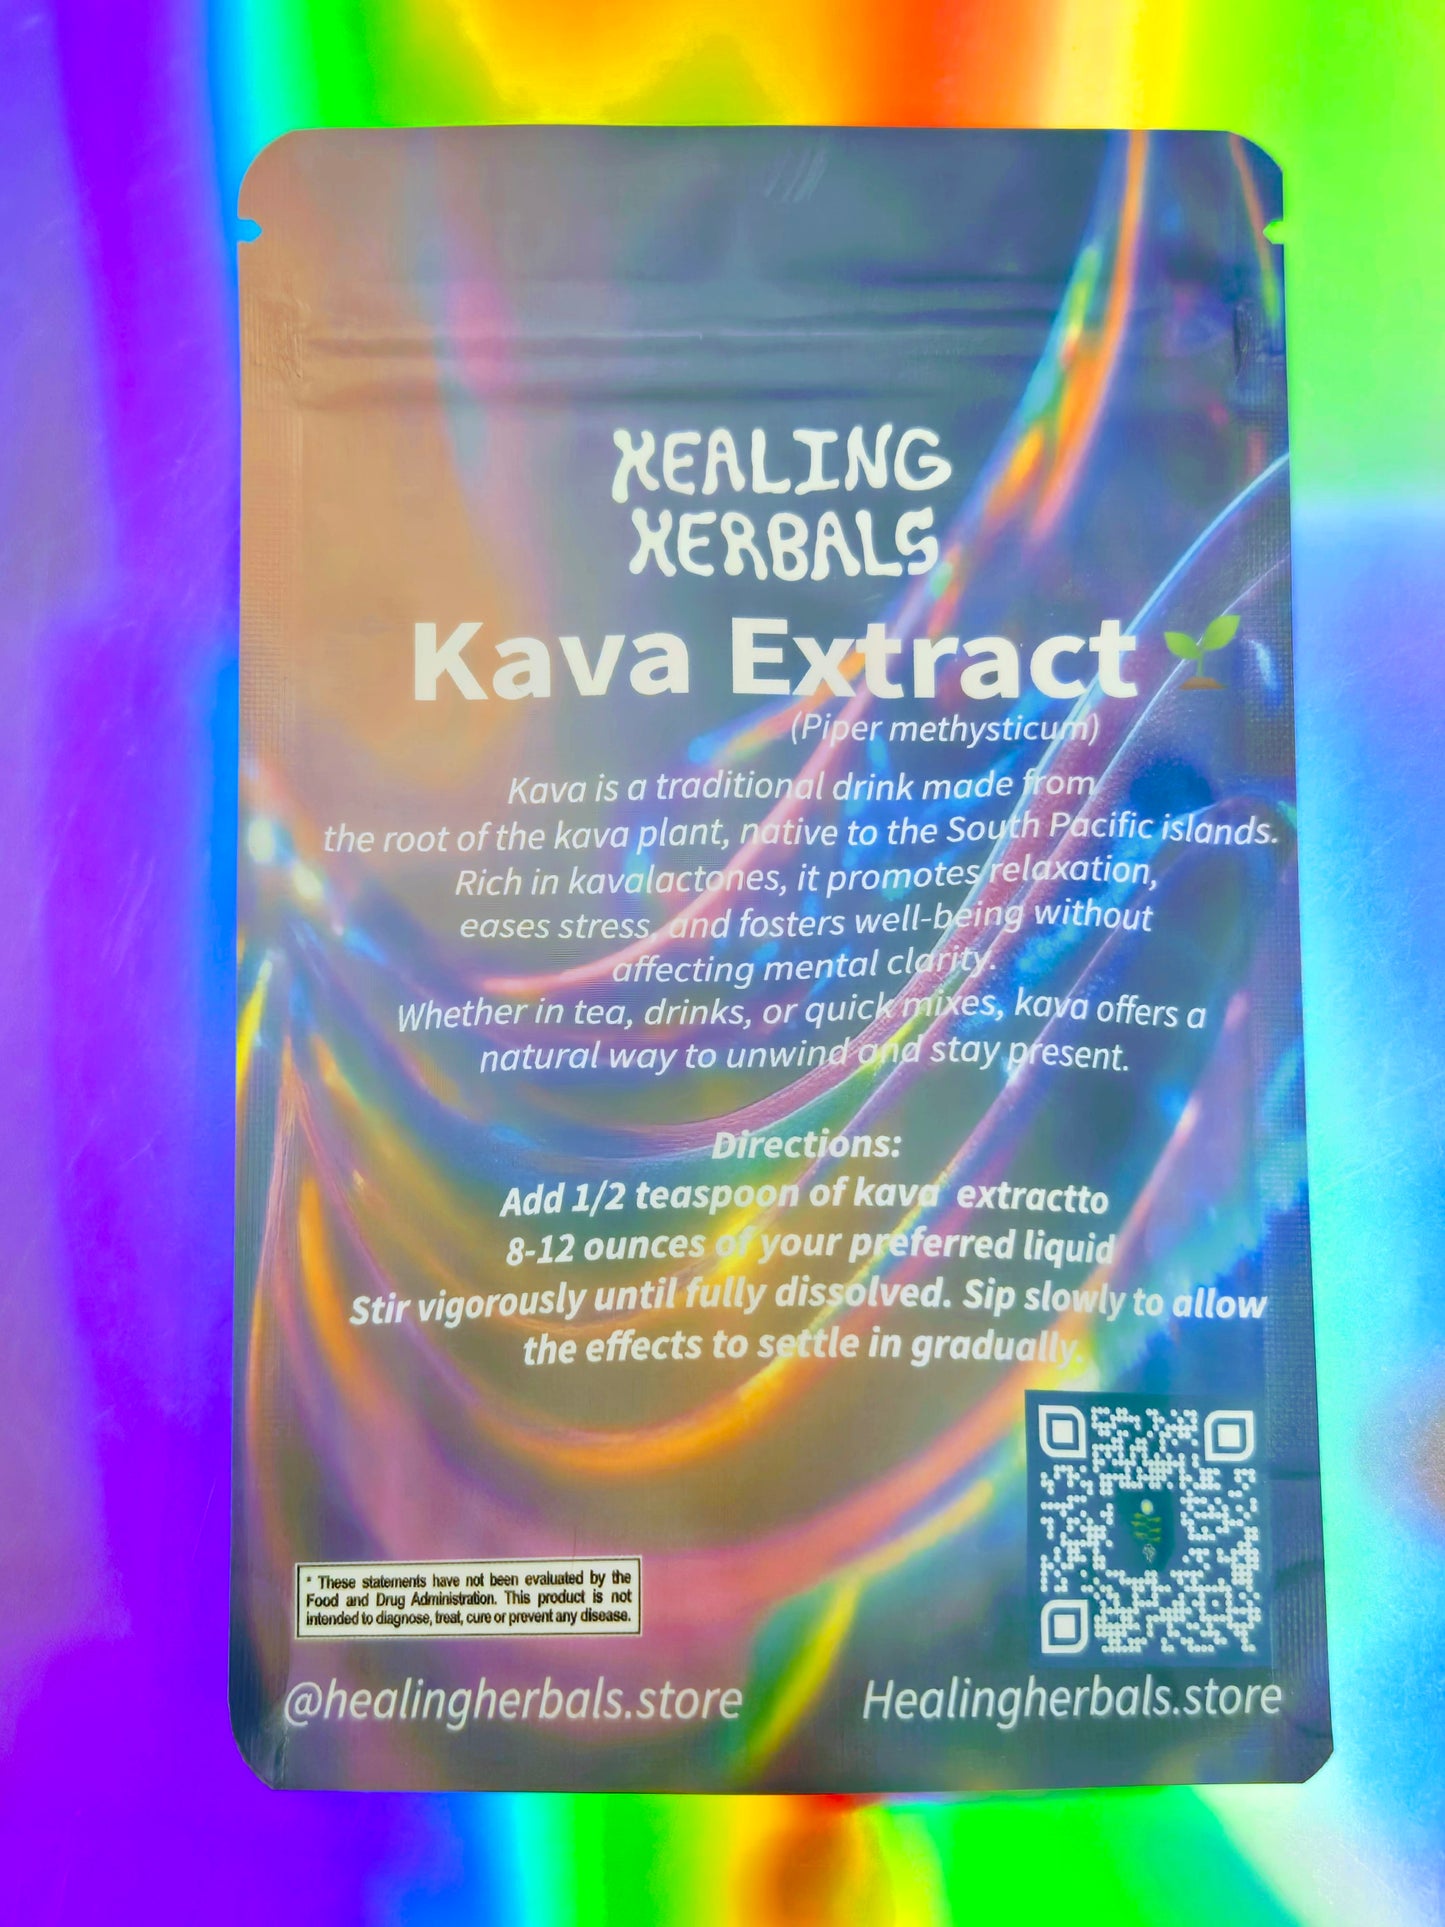 HEALING
HERBALS
Kava Extract
(Piper methysticum)
Kava is a traditional drink made from
the root of the kava plant, native to the South Pacific islands.
Rich in kavalactones, it promotes relaxation,
eases stress, and fosters well-being without
affecting mental clarity.
Whether in tea, drinks, or quick mixes, kava offers a
natural way to unwind and stay present.
Directions:
Add 1/2 teaspoon of kava extractto
8-12 ounces of your preferred liquid
Stir vigorously until fully dissolved. Sip slowly to allow
the effects to settle in gradually.
* These statements have not been evaluated by the
Food and Drug Administration. This product is not
intended to diagnose, treat, cure or prevent any disease.
@healingherbals.store
Healingherbals.store